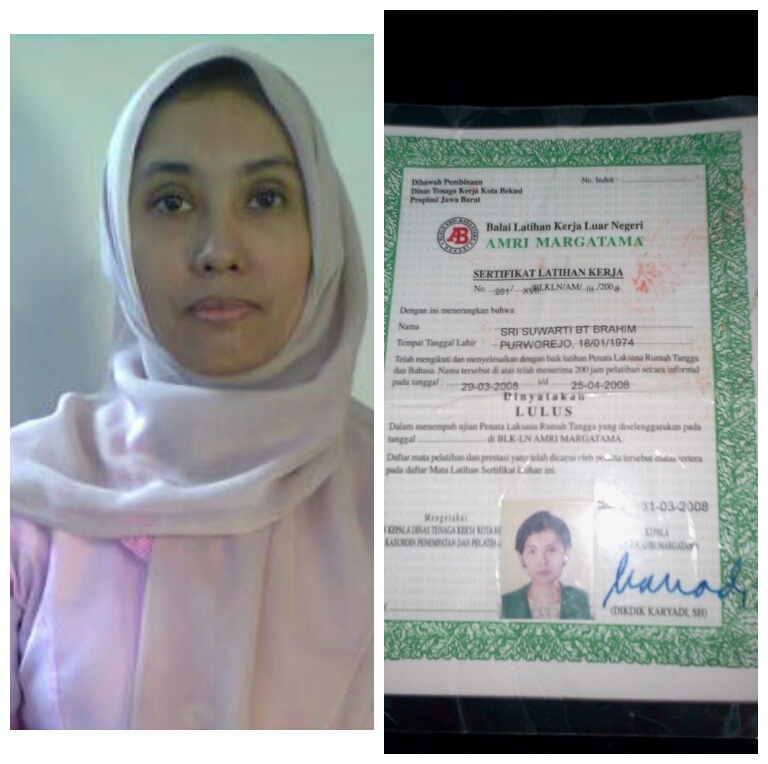 Dibawah Pembinaan
Dinas Tenaga Kerja Kota Bekasi
Propinsi Jawa Barat
No. Induk :
AB
Balai Latihan Kerja Luar Negeri
AMRI MARGATAMA
SERTIFIKAT LATIHAN KERJA
No. 261/ XVII /BLKLN/AM/ III /2008
Dengan ini menerangkan bahwa
Nama : SRI SUWARTI BT BRAHIM
Tempat Tanggal Lahir : PURWOREJO, 18/01/1974
Telah mengikuti dan menyelesaikan dengan baik latihan Penata Laksana Rumah Tangga
dan Bahasa. Nama tersebut di atas telah menerima 200 jam pelatihan secara informal
pada tanggal : 29-03-2008 s/d 25-04-2008
Dinyatakan
LULUS
Dalam menempuh ujian Penata Laksana Rumah Tangga yang diselenggarakan pada
tanggal di BLK-LN AMRI MARGATAMA
Daftar mata pelatihan dan prestasi yang telah dicapai oleh peserta tersebut diatas tertera
pada daftar Mata Latihan Sertifikat latihan ini.
31-03-2008
Mengetahui
KEPALA DINAS TENAGA KERJA KOTA BE
KASUBDIN PENEMPATAN DAN PELATIHA
KEPALA
AMRI MARGATAMA
(DIKDIK KARYADI, SH)